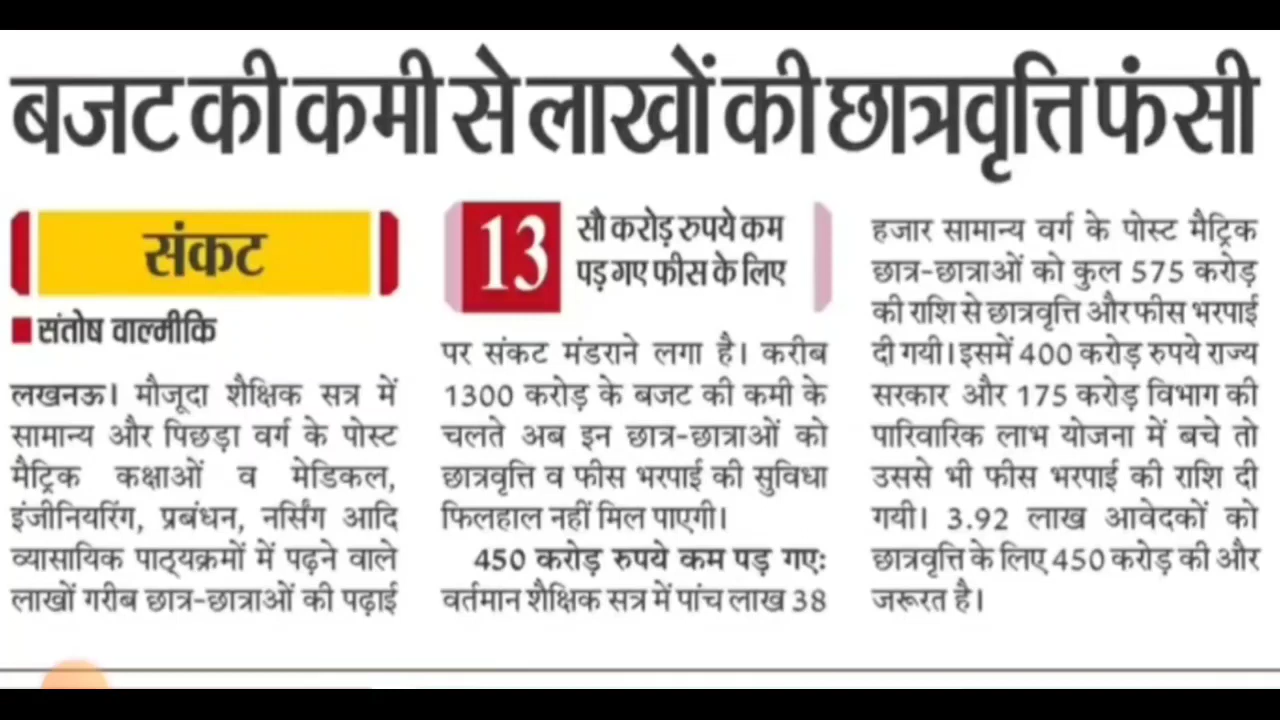 बजट की कमी से लाखों की छात्रवृत्ति फंसी
संकट
■ संतोष वाल्मीकि
लखनऊ। मौजूदा शैक्षिक सत्र में
सामान्य और पिछड़ा वर्ग के पोस्ट
मैट्रिक कक्षाओं व मेडिकल,
इंजीनियरिंग, प्रबंधन, नर्सिंग आदि
व्यासायिक पाठ्यक्रमों में पढ़ने वाले
लाखों गरीब छात्र-छात्राओं की पढ़ाई
13
सौ करोड़ रुपये कम
पड़ गए फीस के लिए
पर संकट मंडराने लगा है। करीब
1300 करोड़ के बजट की कमी के
चलते अब इन छात्र-छात्राओं को
छात्रवृत्ति व फीस भरपाई की सुविधा
फिलहाल नहीं मिल पाएगी।
450 करोड़ रुपये कम पड़ गए:
वर्तमान शैक्षिक सत्र में पांच लाख 38
हजार सामान्य वर्ग के पोस्ट मैट्रिक
छात्र-छात्राओं को कुल 575 करोड़
की राशि से छात्रवृत्ति और फीस भरपाई
दी गयी। इसमें 400 करोड़ रुपये राज्य
सरकार और 175 करोड़ विभाग की
पारिवारिक लाभ योजना में बचे तो
उससे भी फीस भरपाई की राशि दी
गयी। 3.92 लाख आवेदकों को
छात्रवृत्ति के लिए 450 करोड़ की और
जरूरत है।